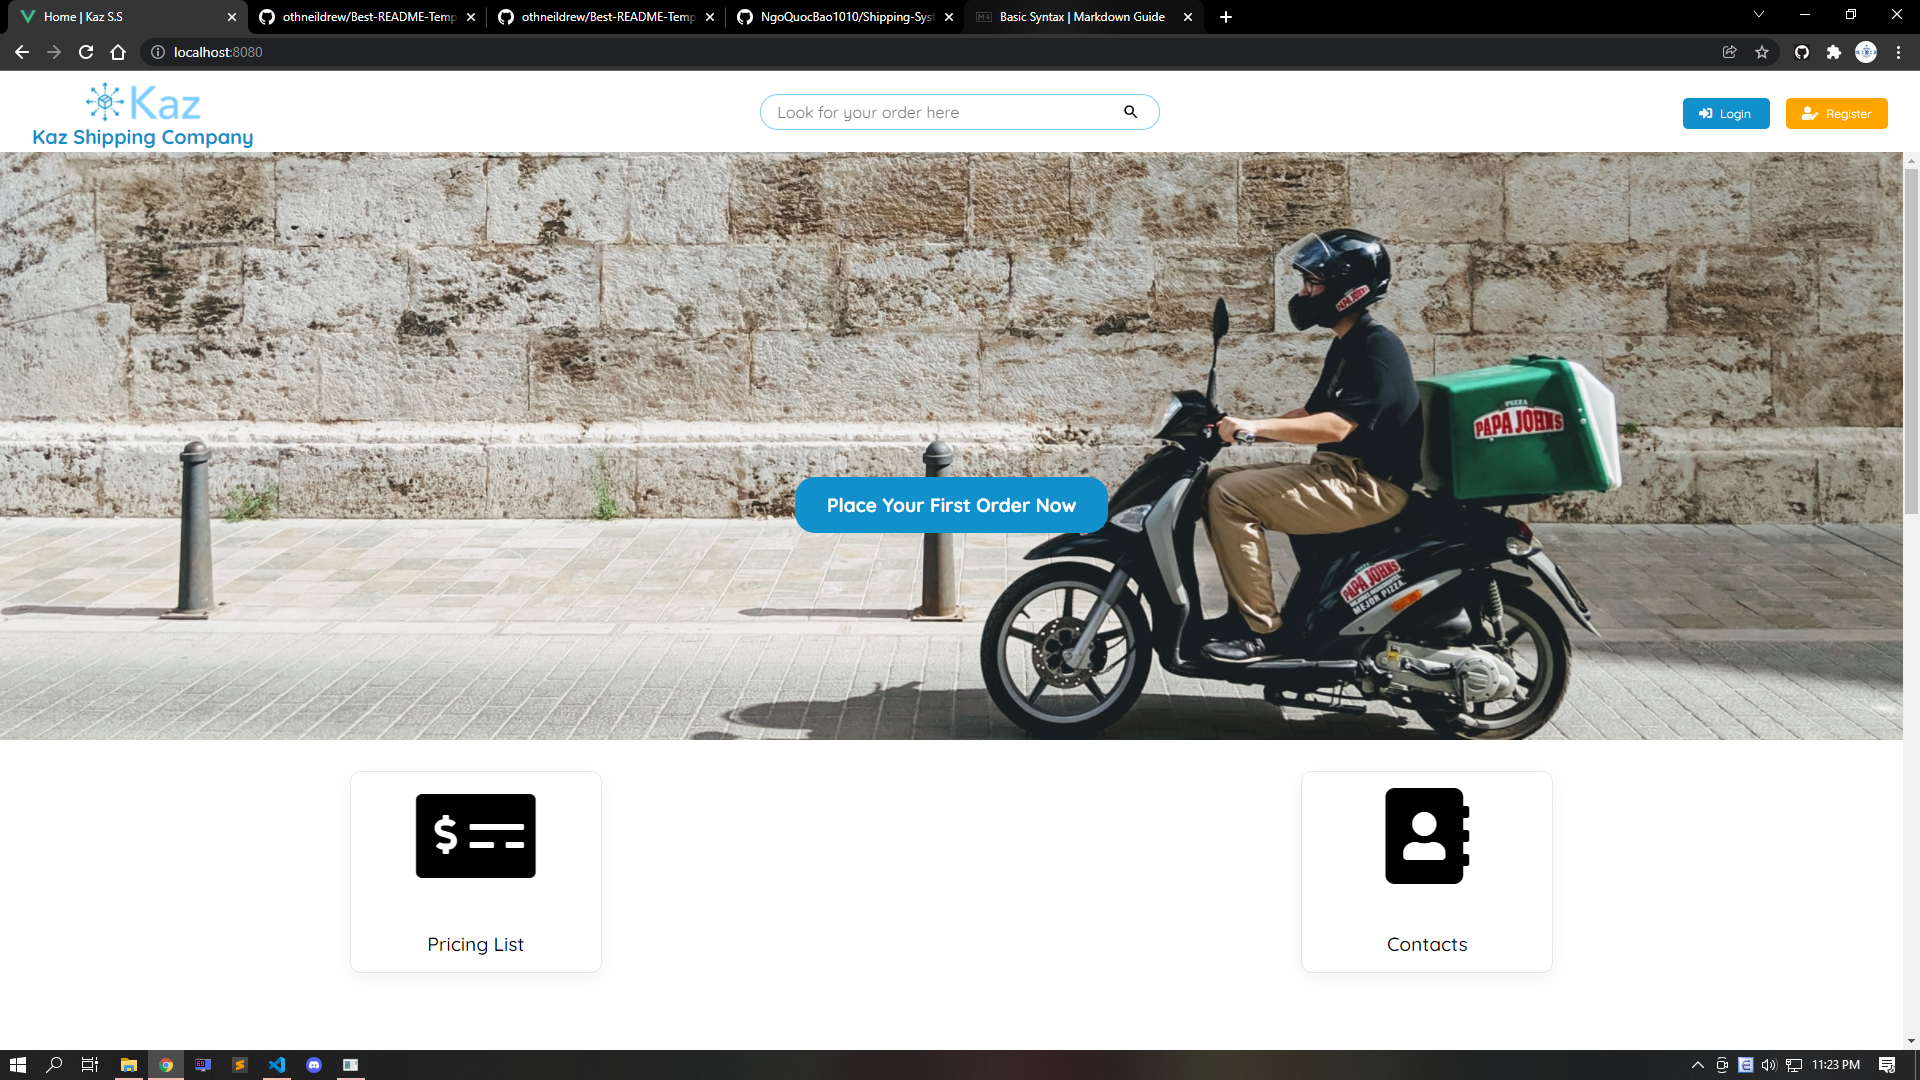 Home | Kaz S.S
othneildrew/Best-README-Temp
othneildrew/Best-README-Temp
NgoQuocBao1010/Shipping-Syst
Basic Syntax | Markdown Guide
localhost:8080
Kaz
Kaz Shipping Company
Look for your order here
Login
Register
PIZZA
PAPA JOHNS
Place Your First Order Now
PAPA JOHNS
MEJOR PIZZA.
$
Pricing List
Contacts
11:23 PM